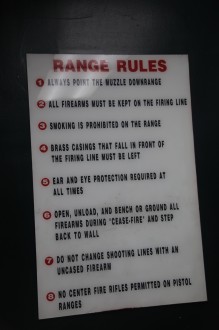 RANGE RULES
1 ALWAYS POINT THE MUZZLE DOWNRANGE
2 ALL FIREARMS MUST BE KEPT ON THE FIRING LINE
3 SMOKING IS PROHIBITED ON THE RANGE
4 BRASS CASINGS THAT FALL IN FRONT OF
THE FIRING LINE MUST BE LEFT
5 EAR AND EYE PROTECTION REQUIRED AT
ALL TIMES
6 OPEN, UNLOAD, AND BENCH OR GROUND ALL
FIREARMS DURING "CEASE-FIRE" AND STEP
BACK TO WALL
7 DO NOT CHANGE SHOOTING LINES WITH AN
UNCASED FIREARM
8 NO CENTER FIRE RIFLES PERMITTED ON PISTOL
RANGES